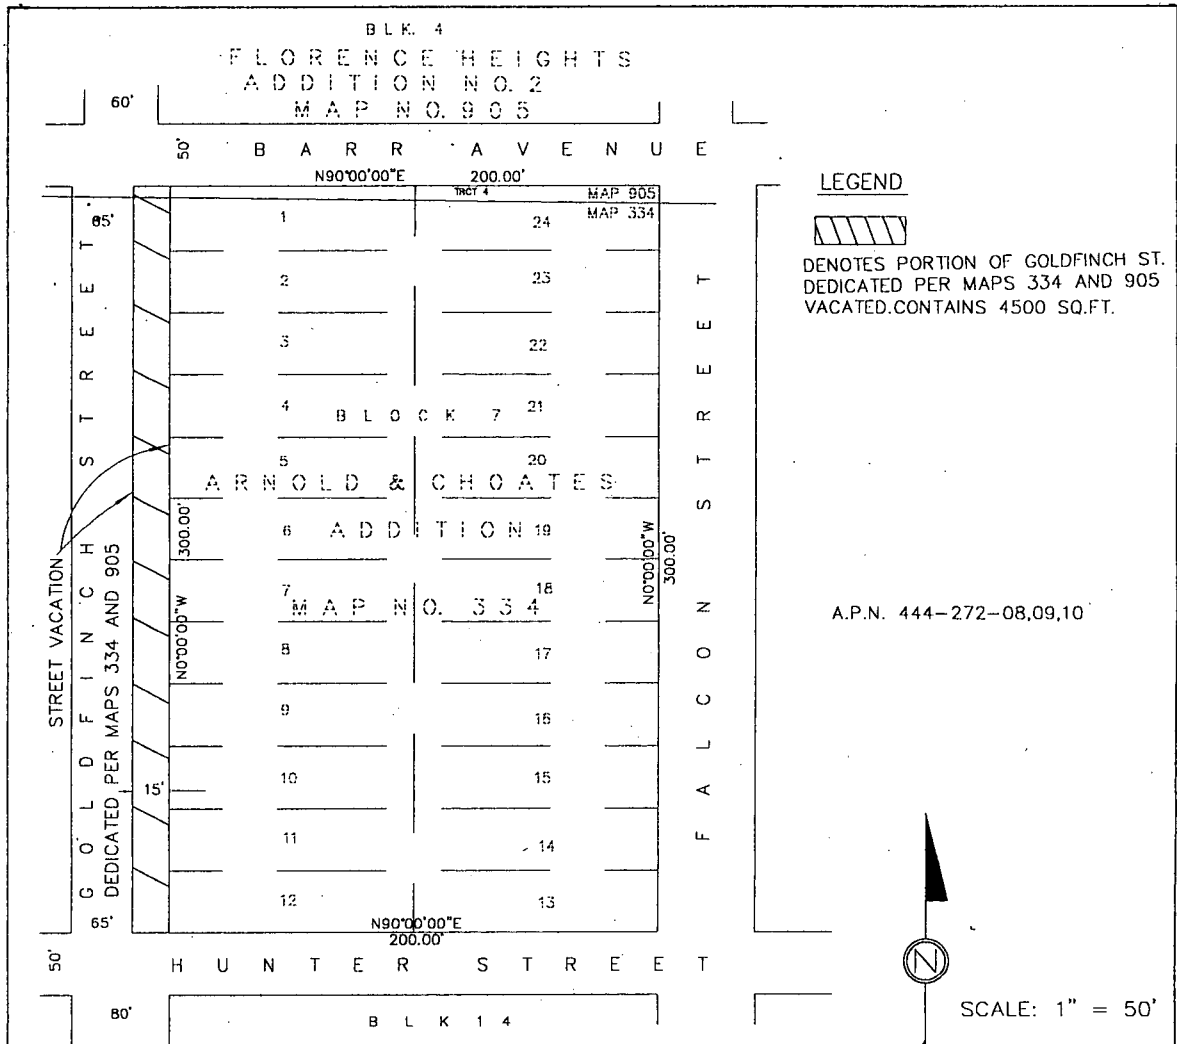 BLK. 4
FLORENCE HEIGHTS
ADDITION NO. 2
MAP NO. 905
60'
50'
BARR AVENUE
N90°00'00"E 200.00'
TRCT 4
MAP 905
MAP 334
LEGEND
DENOTES PORTION OF GOLDFINCH ST.
DEDICATED PER MAPS 334 AND 905
VACATED.CONTAINS 4500 SQ.FT.
65'
1
24
2
23
3
22
4
21
BLOCK 7
5
20
ARNOLD & CHOATES
6
ADDITION
19
7
18
MAP NO. 334
8
17
9
16
10
15
11
14
12
13
300.00'
N0°00'00"W
N0°00'00"W
300.00'
STREET VACATION
GOLDFINCH STREET
DEDICATED PER MAPS 334 AND 905
15'
FALCON STREET
A.P.N. 444-272-08,09,10
65'
N90°00'00"E
200.00'
50'
HUNTER STREET
80'
BLK 14
N
SCALE: 1" = 50'